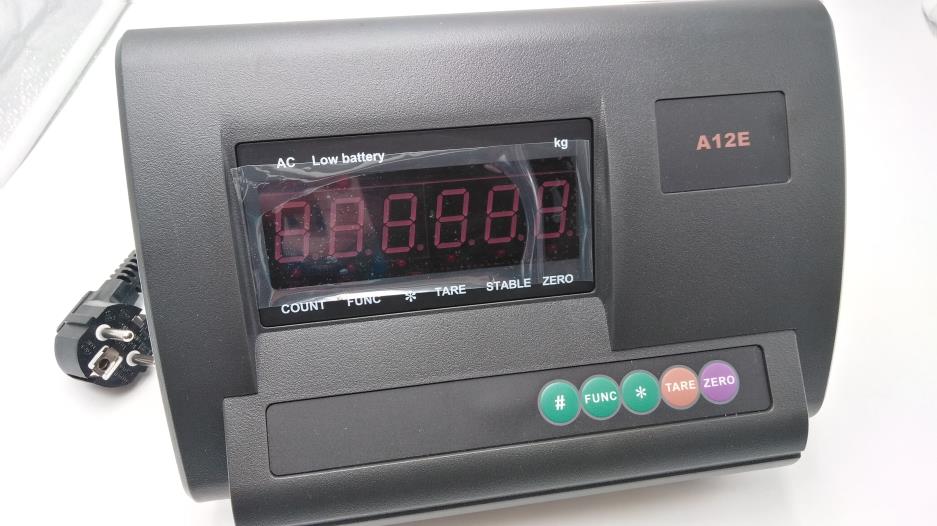 AC Low battery kg
A12E
COUNT FUNC * TARE STABLE ZERO
# FUNC * TARE ZERO